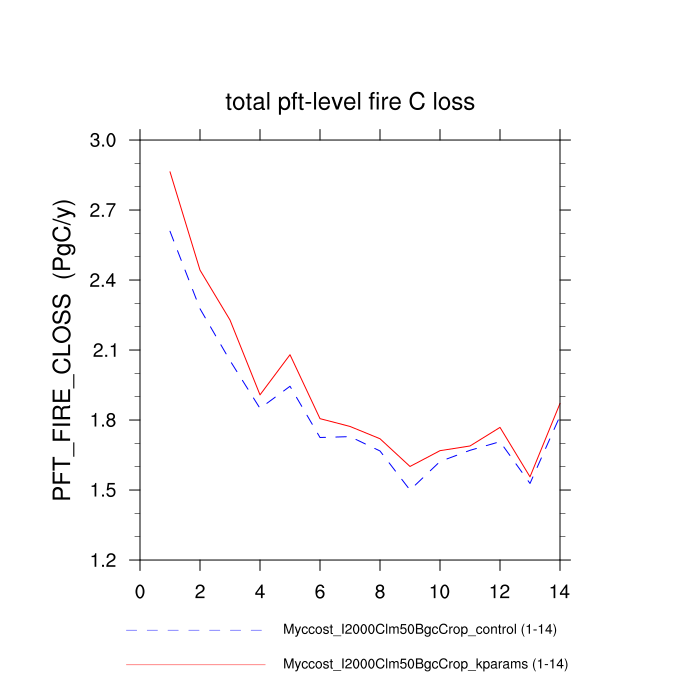 total pft-level fire C loss
PFT_FIRE_CLOSS (PgC/y)
3.0
2.7
2.4
2.1
1.8
1.5
1.2
0 2 4 6 8 10 12 14
Myccost_I2000Clm50BgcCrop_control (1-14)
Myccost_I2000Clm50BgcCrop_kparams (1-14)